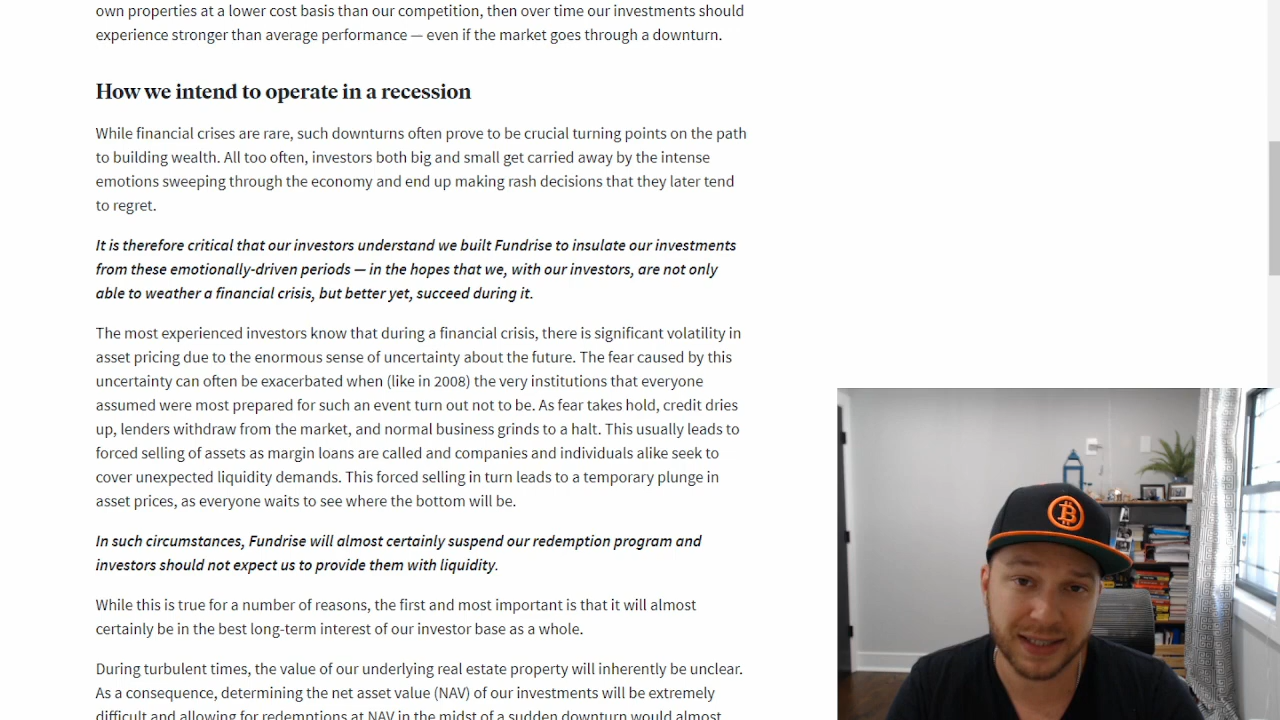 own properties at a lower cost basis than our competition, then over time our investments should
experience stronger than average performance — even if the market goes through a downturn.
How we intend to operate in a recession
While financial crises are rare, such downturns often prove to be crucial turning points on the path
to building wealth. All too often, investors both big and small get carried away by the intense
emotions sweeping through the economy and end up making rash decisions that they later tend
to regret.
It is therefore critical that our investors understand we built Fundrise to insulate our investments
from these emotionally-driven periods — in the hopes that we, with our investors, are not only
able to weather a financial crisis, but better yet, succeed during it.
The most experienced investors know that during a financial crisis, there is significant volatility in
asset pricing due to the enormous sense of uncertainty about the future. The fear caused by this
uncertainty can often be exacerbated when (like in 2008) the very institutions that everyone
assumed were most prepared for such an event turn out not to be. As fear takes hold, credit dries
up, lenders withdraw from the market, and normal business grinds to a halt. This usually leads to
forced selling of assets as margin loans are called and companies and individuals alike seek to
cover unexpected liquidity demands. This forced selling in turn leads to a temporary plunge in
asset prices, as everyone waits to see where the bottom will be.
In such circumstances, Fundrise will almost certainly suspend our redemption program and
investors should not expect us to provide them with liquidity.
While this is true for a number of reasons, the first and most important is that it will almost
certainly be in the best long-term interest of our investor base as a whole.
During turbulent times, the value of our underlying real estate property will inherently be unclear.
As a consequence, determining the net asset value (NAV) of our investments will be extremely
difficult and allowing for redemptions at NAV in the midst of a sudden downturn would almost